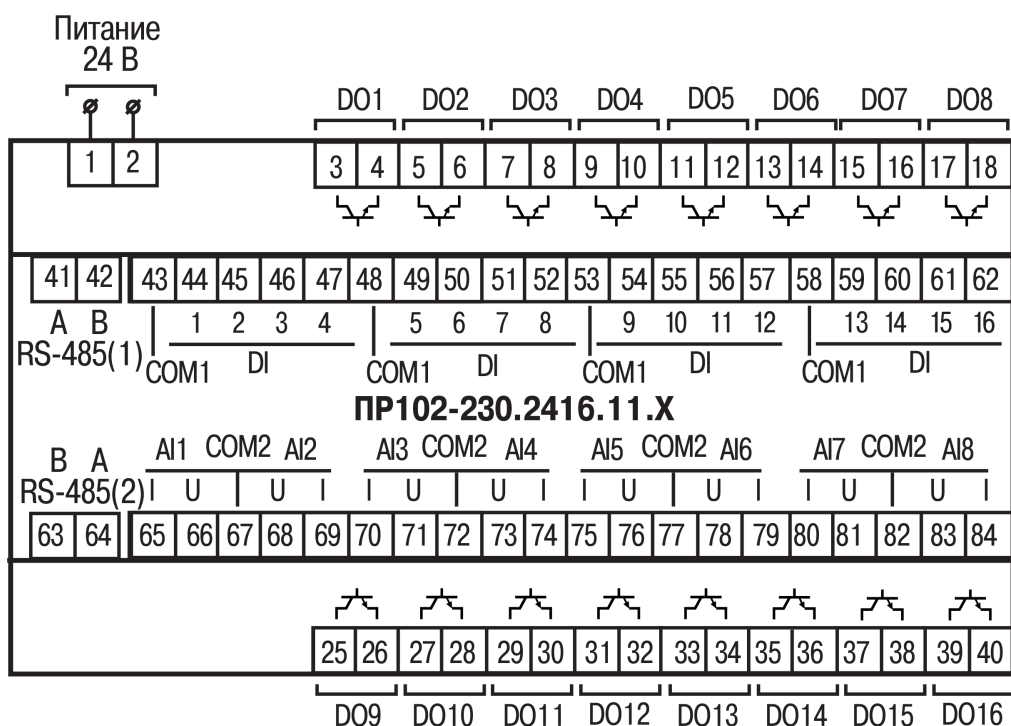 Питание
24 В
DO1 DO2 DO3 DO4 DO5 DO6 DO7 DO8
1 2 3 4 5 6 7 8 9 10 11 12 13 14 15 16 17 18
41 42 43 44 45 46 47 48 49 50 51 52 53 54 55 56 57 58 59 60 61 62
A B 1 2 3 4 5 6 7 8 9 10 11 12 13 14 15 16
RS-485(1) COM1 DI COM1 DI COM1 DI COM1 DI
ПР102-230.2416.11.X
B A AI1 COM2 AI2 AI3 COM2 AI4 AI5 COM2 AI6 AI7 COM2 AI8
RS-485(2) I U U I I U U I I U U I I U U I
63 64 65 66 67 68 69 70 71 72 73 74 75 76 77 78 79 80 81 82 83 84
25 26 27 28 29 30 31 32 33 34 35 36 37 38 39 40
DO9 DO10 DO11 DO12 DO13 DO14 DO15 DO16